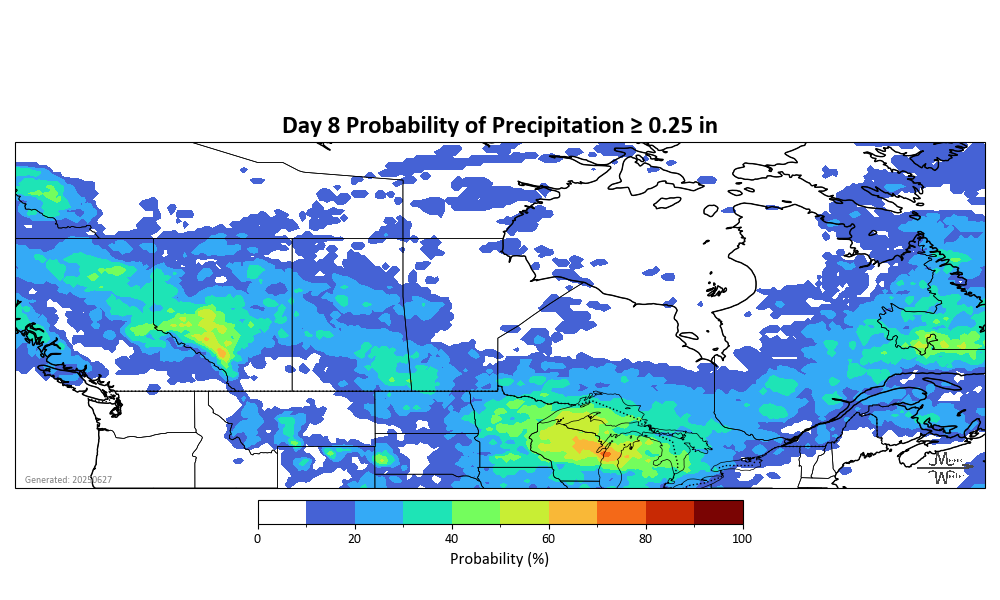 Day 8 Probability of Precipitation ≥ 0.25 in
Generated: 20250627
0 20 40 60 80 100
Probability (%)